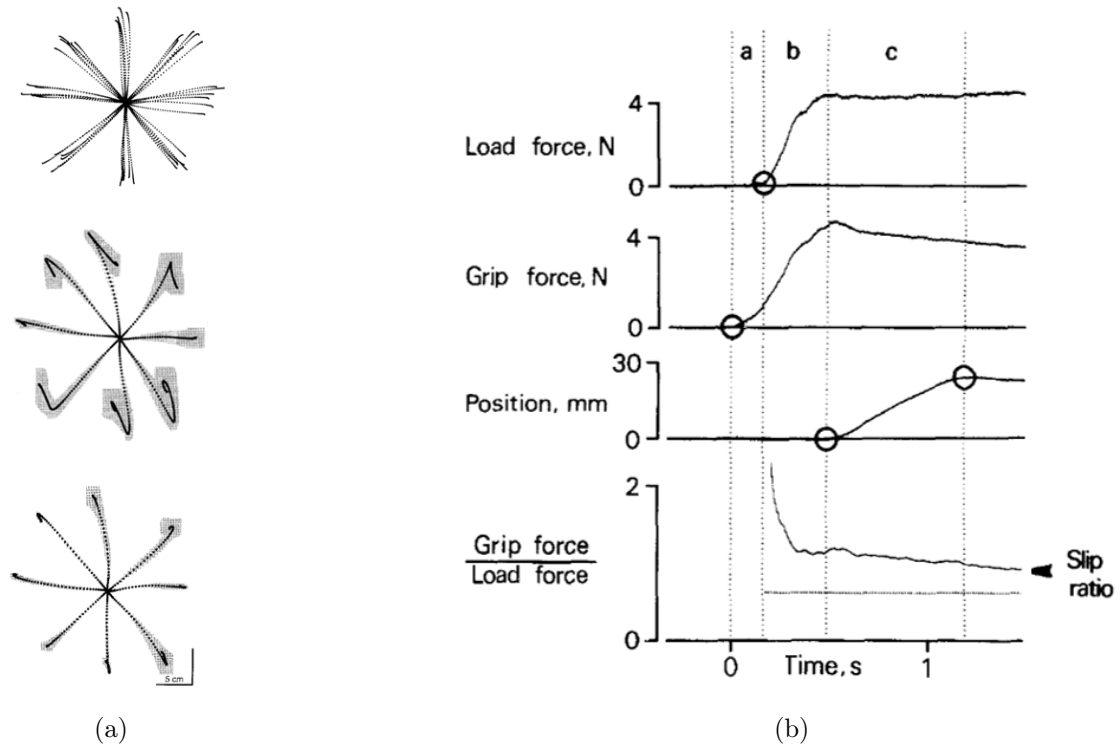 a b c
4
Load force, N
0
4
Grip force, N
0
30
Position, mm
0
2
Grip force
Load force
Slip
ratio
0
0 Time, s 1
5 cm
(a) (b)